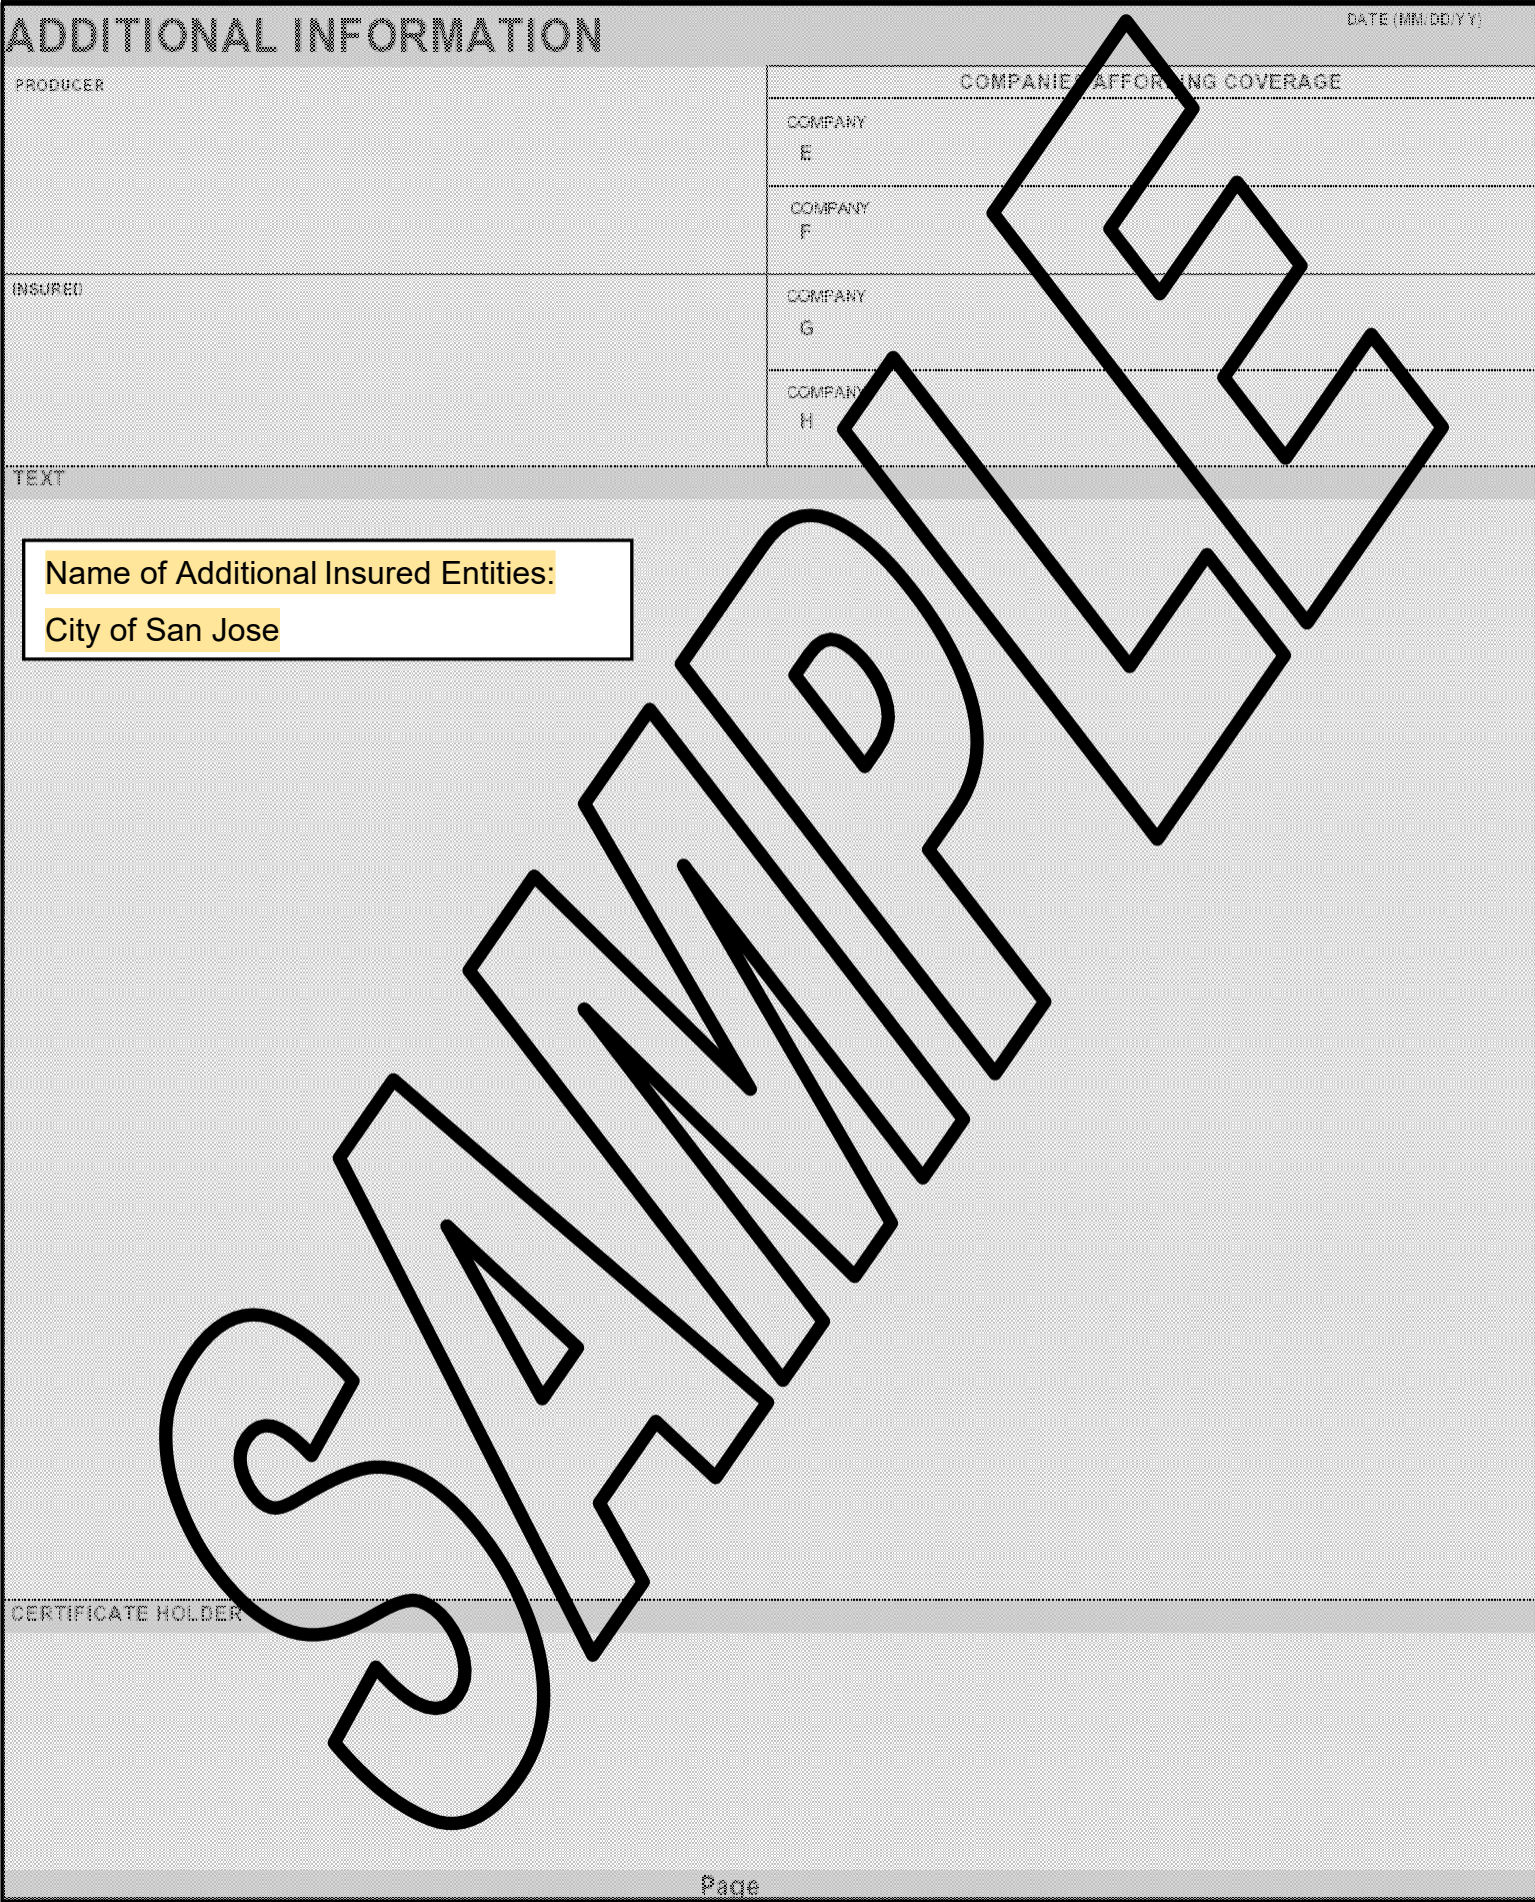 ADDITIONAL INFORMATION
DATE (MM/DD/YY)
PRODUCER
COMPANIES AFFORDING COVERAGE
COMPANY
E
COMPANY
F
INSURED
COMPANY
G
COMPANY
H
TEXT
Name of Additional Insured Entities:
City of San Jose
SAMPLE
CERTIFICATE HOLDER
Page